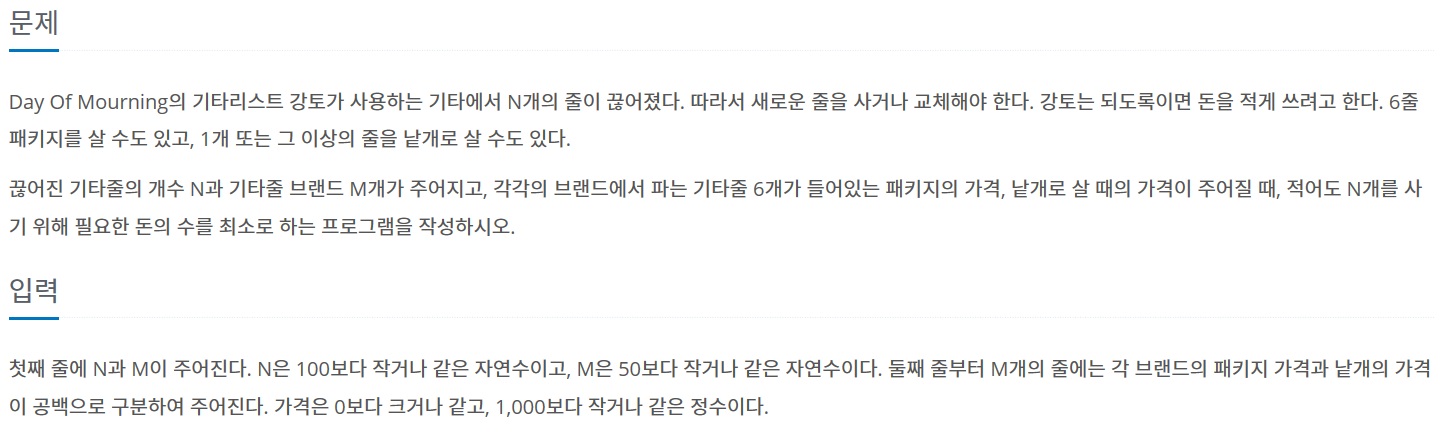 문제
Day Of Mourning의 기타리스트 강토가 사용하는 기타에서 N개의 줄이 끊어졌다. 따라서 새로운 줄을 사거나 교체해야 한다. 강토는 되도록이면 돈을 적게 쓰려고 한다. 6줄
패키지를 살 수도 있고, 1개 또는 그 이상의 줄을 낱개로 살 수도 있다.
끊어진 기타줄의 개수 N과 기타줄 브랜드 M개가 주어지고, 각각의 브랜드에서 파는 기타줄 6개가 들어있는 패키지의 가격, 낱개로 살 때의 가격이 주어질 때, 적어도 N개를 사
기 위해 필요한 돈의 수를 최소로 하는 프로그램을 작성하시오.
입력
첫째 줄에 N과 M이 주어진다. N은 100보다 작거나 같은 자연수이고, M은 50보다 작거나 같은 자연수이다. 둘째 줄부터 M개의 줄에는 각 브랜드의 패키지 가격과 낱개의 가격
이 공백으로 구분하여 주어진다. 가격은 0보다 크거나 같고, 1,000보다 작거나 같은 정수이다.